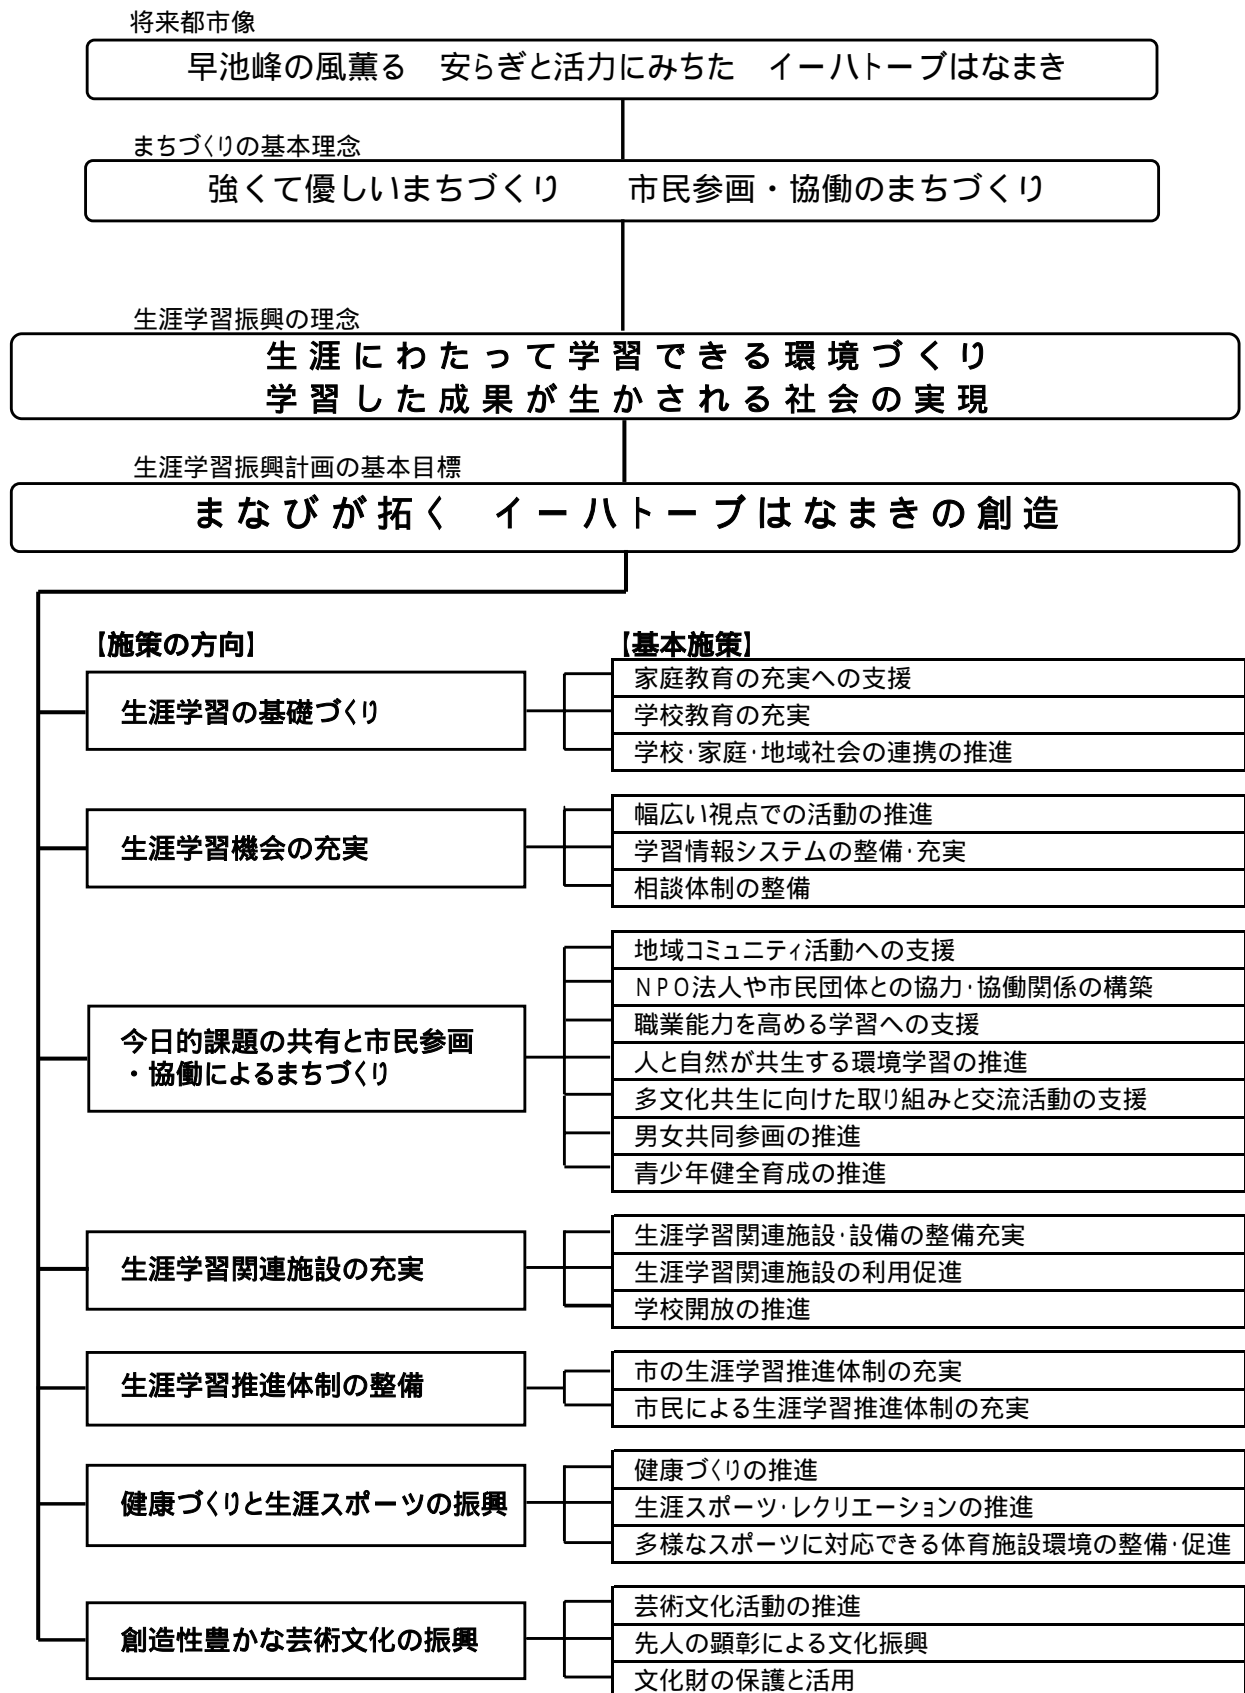 将来都市像
早池峰の風薫る　安らぎと活力にみちた　イーハトーブはなまき
まちづくりの基本理念
強くて優しいまちづくり　　市民参画・協働のまちづくり
生涯学習振興の理念
生涯にわたって学習できる環境づくり
学習した成果が生かされる社会の実現
生涯学習振興計画の基本目標
まなびが拓く　イーハトーブはなまきの創造
【施策の方向】
【基本施策】
生涯学習の基礎づくり
家庭教育の充実への支援
学校教育の充実
学校・家庭・地域社会の連携の推進
生涯学習機会の充実
幅広い視点での活動の推進
学習情報システムの整備・充実
相談体制の整備
今日的課題の共有と市民参画
・協働によるまちづくり
地域コミュニティ活動への支援
ＮＰＯ法人や市民団体との協力・協働関係の構築
職業能力を高める学習への支援
人と自然が共生する環境学習の推進
多文化共生に向けた取り組みと交流活動の支援
男女共同参画の推進
青少年健全育成の推進
生涯学習関連施設の充実
生涯学習関連施設・設備の整備充実
生涯学習関連施設の利用促進
学校開放の推進
生涯学習推進体制の整備
市の生涯学習推進体制の充実
市民による生涯学習推進体制の充実
健康づくりと生涯スポーツの振興
健康づくりの推進
生涯スポーツ・レクリエーションの推進
多様なスポーツに対応できる体育施設環境の整備・促進
創造性豊かな芸術文化の振興
芸術文化活動の推進
先人の顕彰による文化振興
文化財の保護と活用